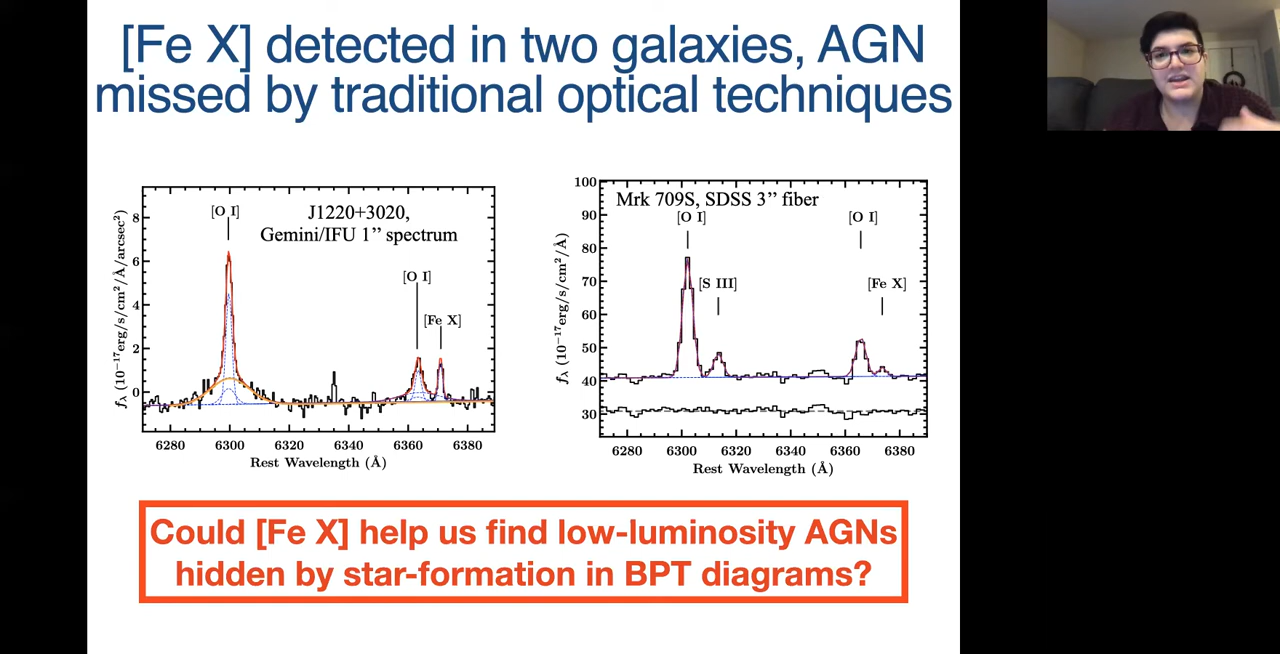 [Fe X] detected in two galaxies, AGN
missed by traditional optical techniques
J1220+3020,
Gemini/IFU 1’’ spectrum
[O I]
[O I]
[Fe X]
8
6
4
2
0
fλ (10⁻¹⁷erg/s/cm²/Å/arcsec²)
6280 6300 6320 6340 6360 6380
Rest Wavelength (Å)
Mrk 709S, SDSS 3’’ fiber
[O I]
[O I]
[S III]
[Fe X]
100
90
80
70
60
50
40
30
fλ (10⁻¹⁷erg/s/cm²/Å)
6280 6300 6320 6340 6360 6380
Rest Wavelength (Å)
Could [Fe X] help us find low-luminosity AGNs
hidden by star-formation in BPT diagrams?